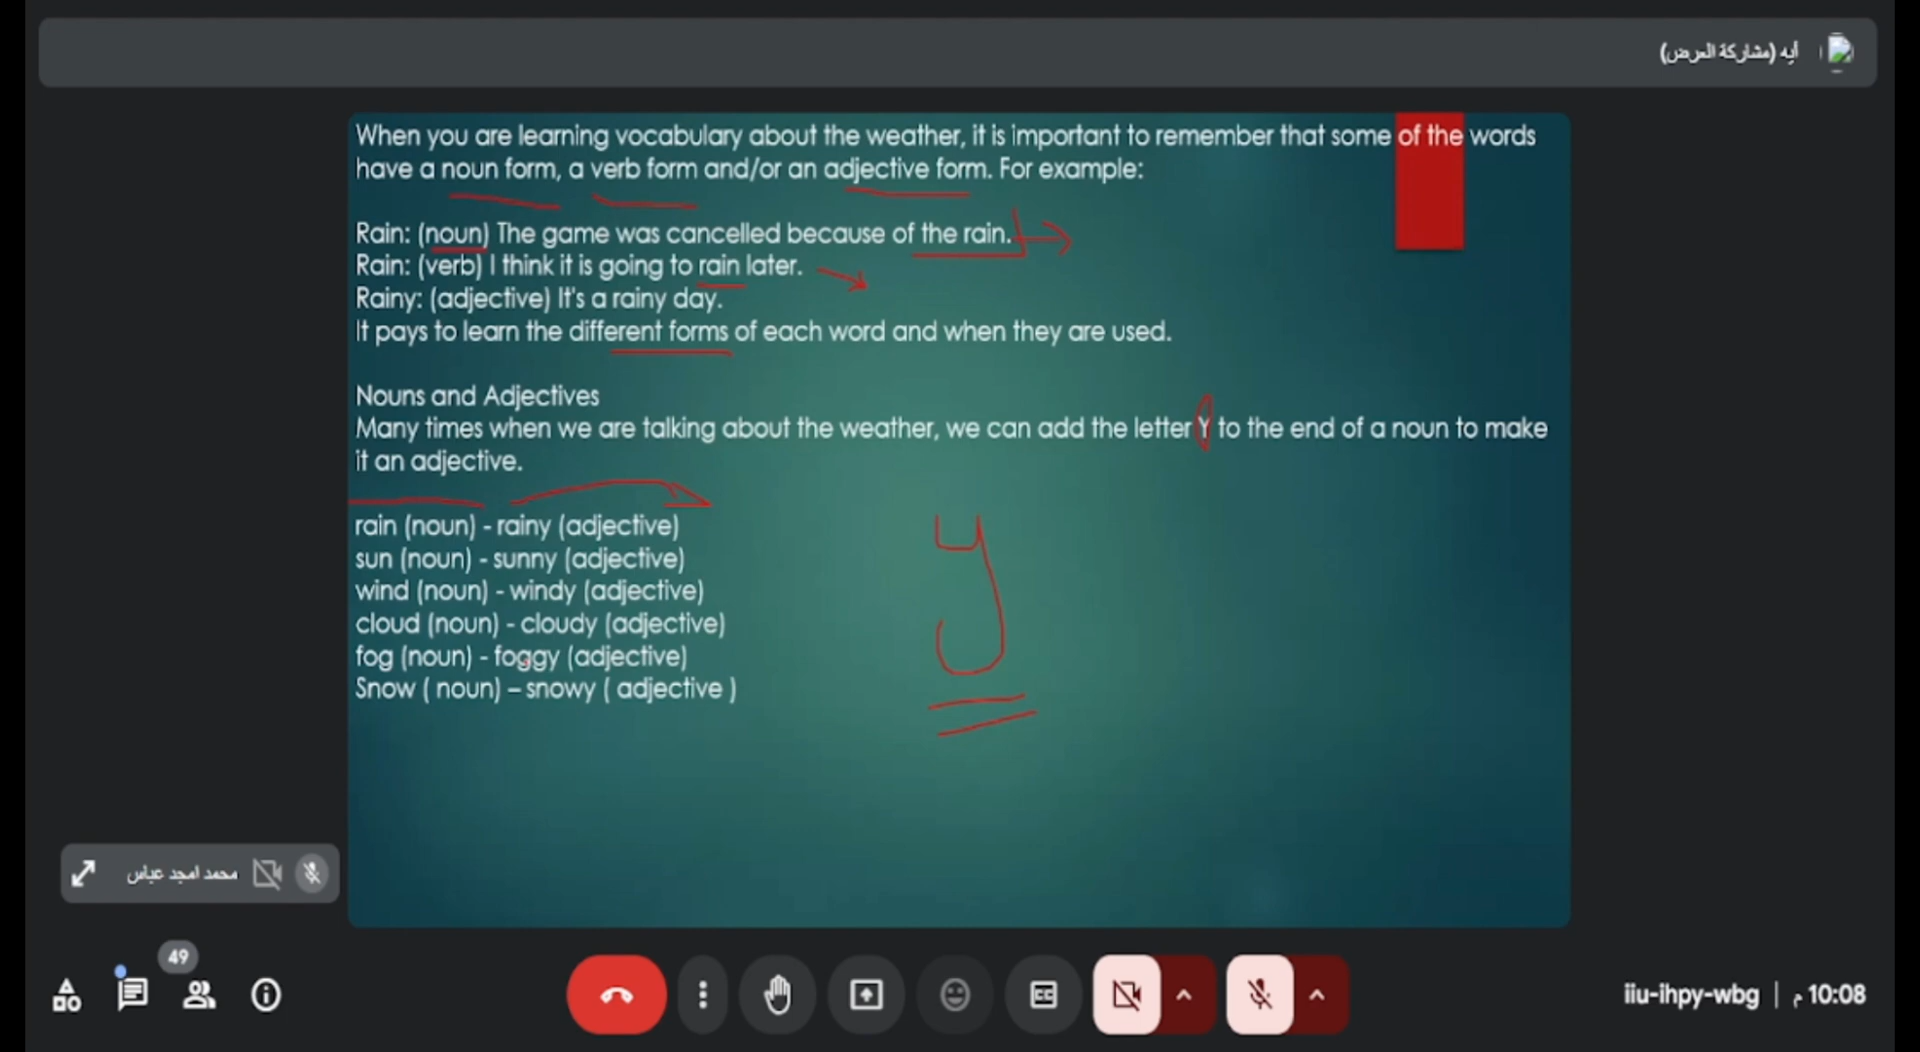 أيه (مشاركة العرض)
When you are learning vocabulary about the weather, it is important to remember that some of the words
have a noun form, a verb form and/or an adjective form. For example:
Rain: (noun) The game was cancelled because of the rain.
Rain: (verb) I think it is going to rain later.
Rainy: (adjective) It's a rainy day.
It pays to learn the different forms of each word and when they are used.
Nouns and Adjectives
Many times when we are talking about the weather, we can add the letter Y to the end of a noun to make
it an adjective.
rain (noun) - rainy (adjective)
sun (noun) - sunny (adjective)
wind (noun) - windy (adjective)
cloud (noun) - cloudy (adjective)
fog (noun) - foggy (adjective)
Snow ( noun) – snowy ( adjective )
y
محمد امجد عباس
49
CC
iiu-ihpy-wbg | 10:08 م